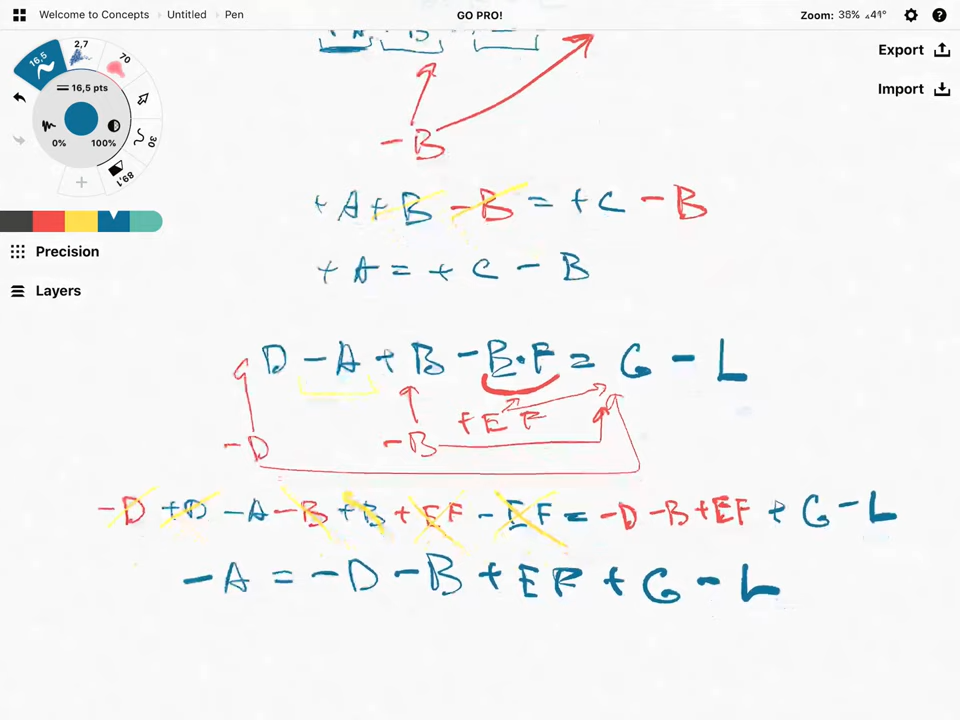 Welcome to Concepts › Untitled › Pen
GO PRO!
Zoom: 36% ⊿41°
2,7
16,5
70
16,5 pts
0% 100%
30
89,1
Export
Import
Precision
Layers
-B
+A+B-B=+C-B
+A=+C-B
D-A+B-E·F=G-L
+EF
-D -B
-D+D-A-B+B+EF-EF=-D-B+EF+G-L
-A=-D-B+EF+G-L